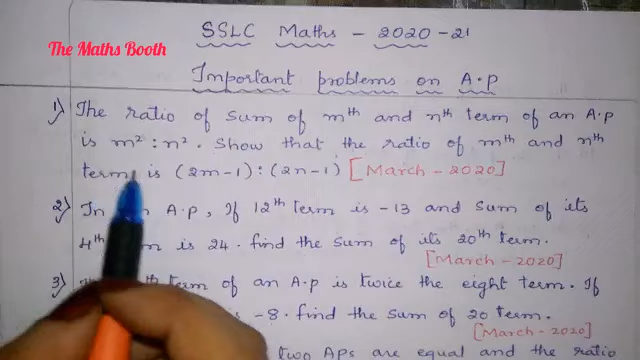 SSLC Maths - 2020-21
The Maths Booth
Important problems on A.P
1) The ratio of sum of mth and nth term of an A.P
is m² : n². Show that the ratio of mth and nth
term is (2m-1) : (2n-1) [March - 2020]
2) In A.P, If 12th term is -13 and sum of its
4th is 24. find the sum of its 20th term.
[March - 2020]
3) term of an A.P is twice the eight term. If
is -8. find the sum of 20 term.
[March - 2020]
two APs are equal and the ratio